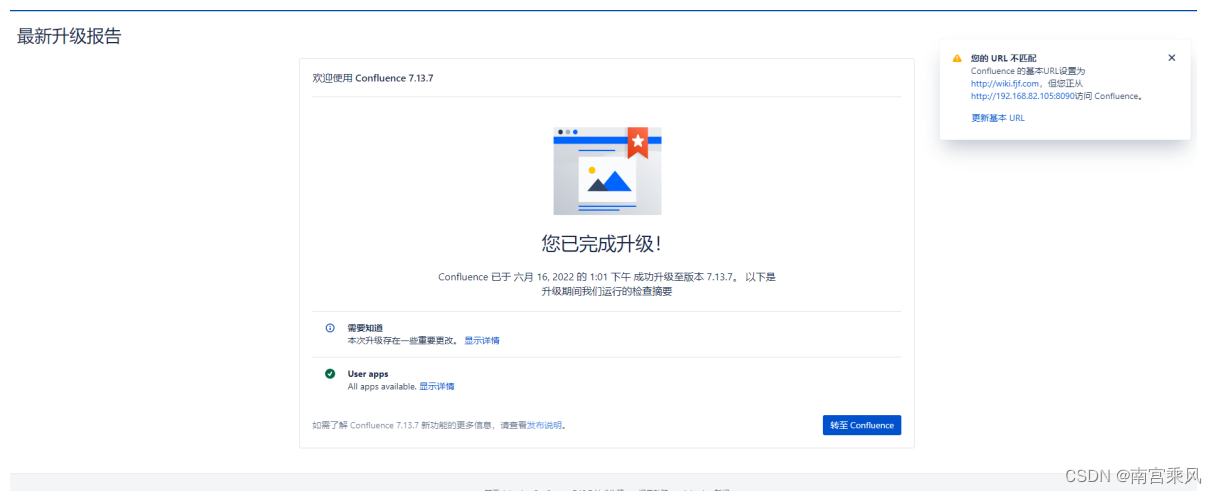 最新升级报告
欢迎使用 Confluence 7.13.7
您的 URL 不匹配
Confluence 的基本URL设置为
http://wiki.fjf.com，但您正从
http://192.168.82.105:8090访问 Confluence。
更新基本 URL
您已完成升级！
Confluence 已于 六月 16, 2022 的 1:01 下午 成功升级至版本 7.13.7。 以下是
升级期间我们运行的检查摘要
需要知道
本次升级存在一些重要更改。 显示详情
User apps
All apps available. 显示详情
如需了解 Confluence 7.13.7 新功能的更多信息，请查看发布说明。
转至 Confluence
CSDN @南宫乘风